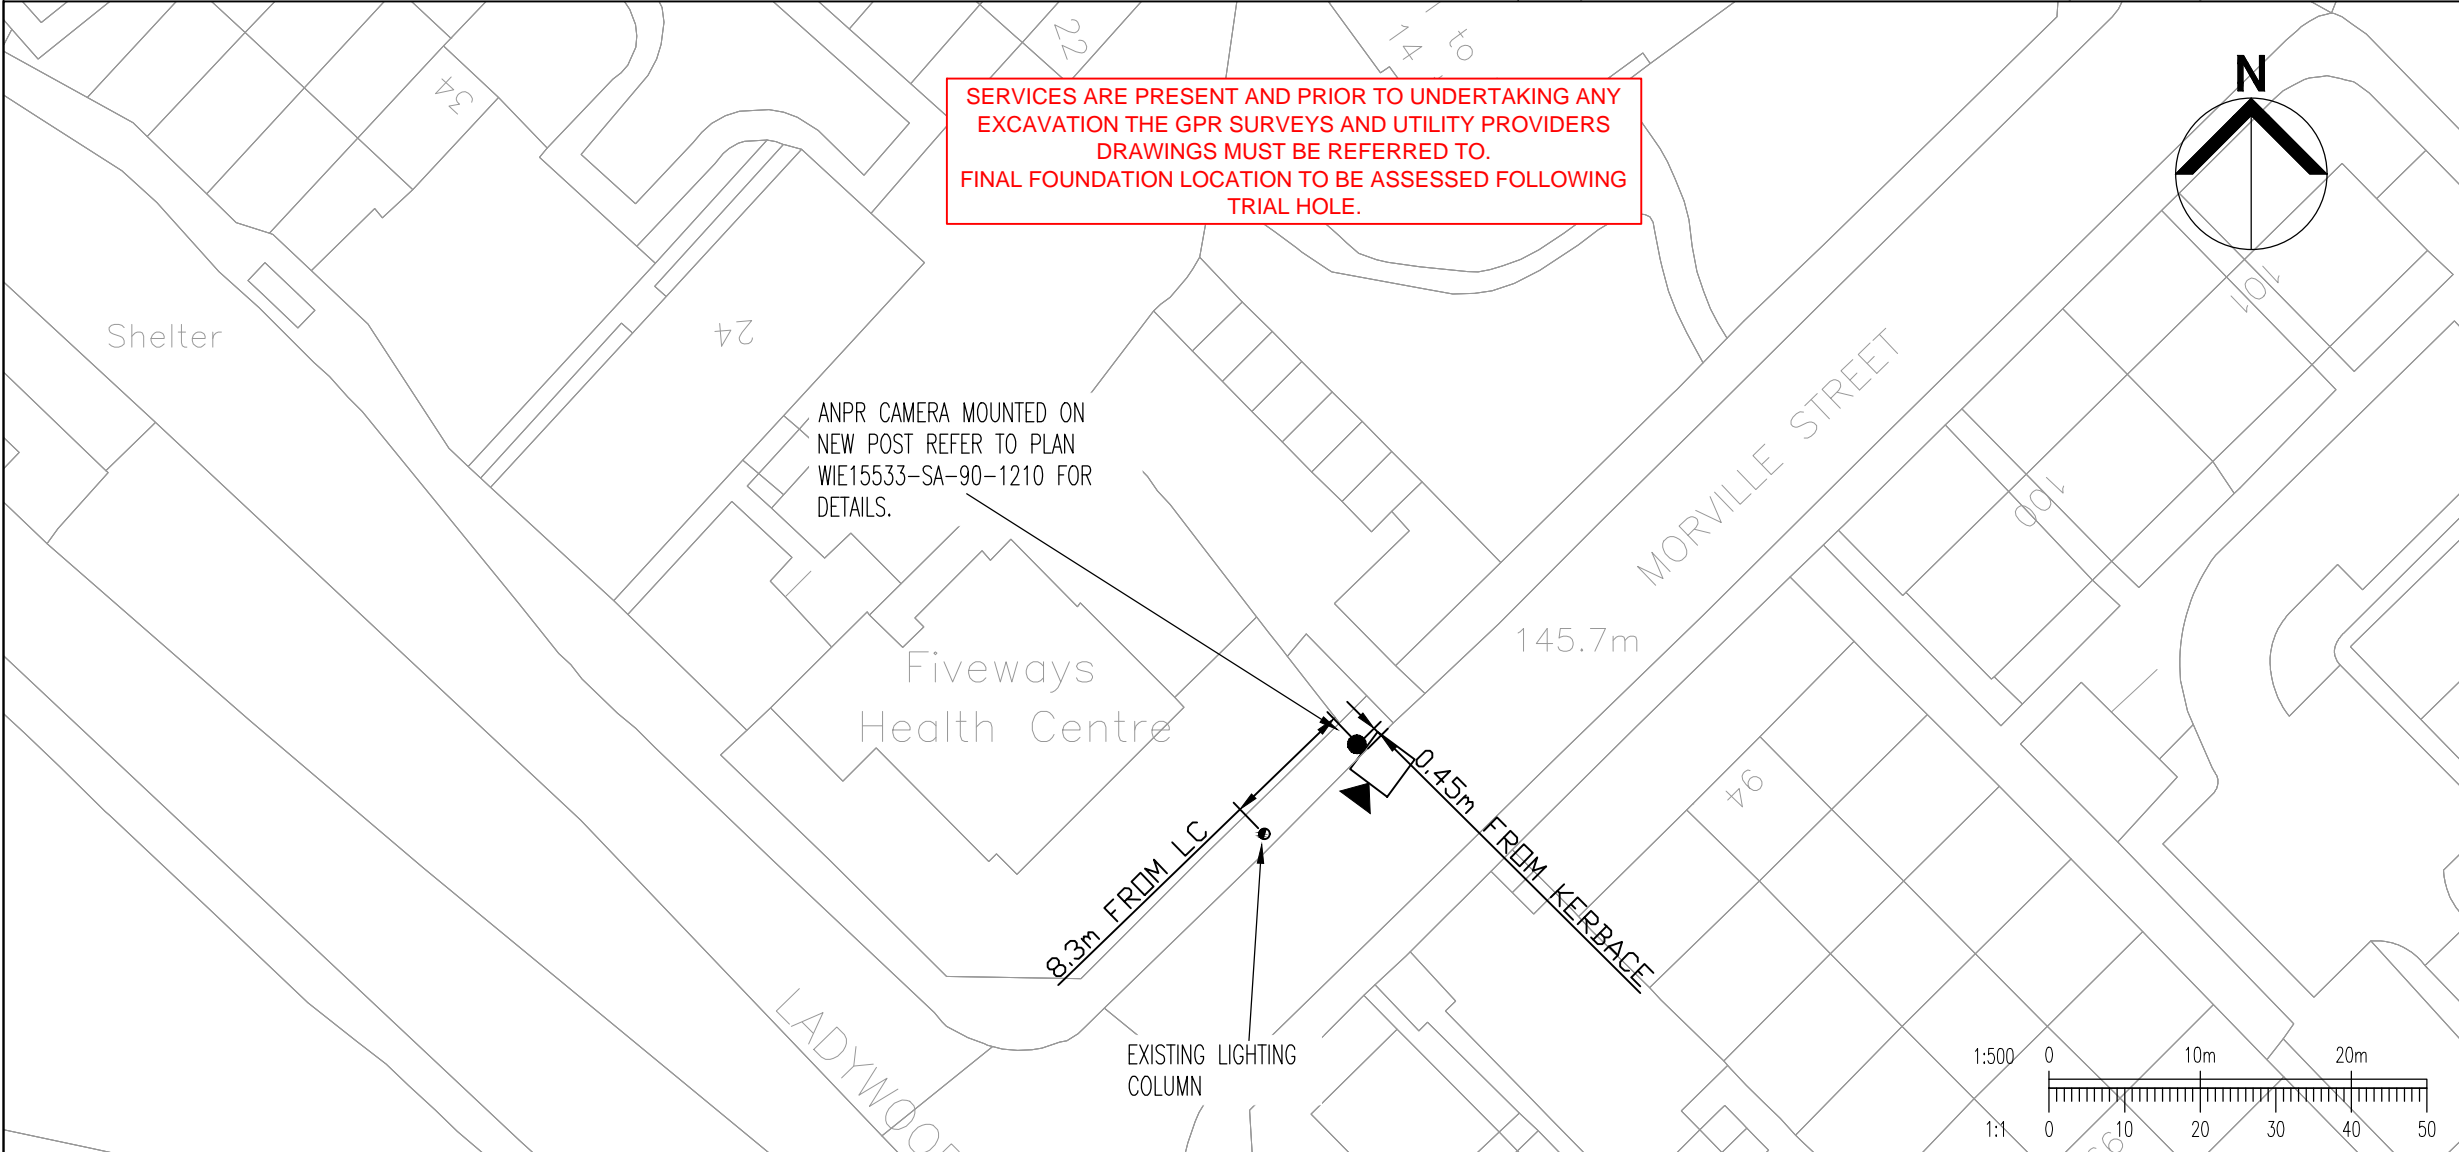 22
14
to
34
N
SERVICES ARE PRESENT AND PRIOR TO UNDERTAKING ANY
EXCAVATION THE GPR SURVEYS AND UTILITY PROVIDERS
DRAWINGS MUST BE REFERRED TO.
FINAL FOUNDATION LOCATION TO BE ASSESSED FOLLOWING
TRIAL HOLE.
101
Shelter
24
ANPR CAMERA MOUNTED ON
NEW POST REFER TO PLAN
WIE15533-SA-90-1210 FOR
DETAILS.
MORVILLE STREET
100
145.7m
Fiveways
Health Centre
94
0.45m FROM KERBACE
8.3m FROM LC
LADYWOOD
EXISTING LIGHTING
COLUMN
1:500 0 10m 20m
1:1 0 10 20 30 40 50